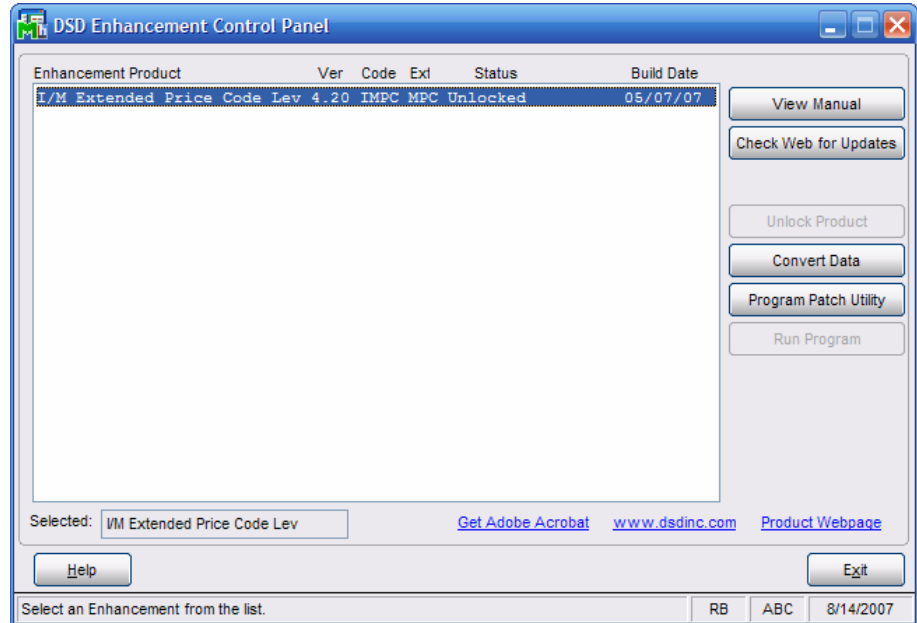 DSD Enhancement Control Panel
Enhancement Product Ver Code Ext Status Build Date
I/M Extended Price Code Lev 4.20 IMPC MPC Unlocked 05/07/07
View Manual
Check Web for Updates
Unlock Product
Convert Data
Program Patch Utility
Run Program
Selected: I/M Extended Price Code Lev Get Adobe Acrobat www.dsdinc.com Product Webpage
Help Exit
Select an Enhancement from the list. RB ABC 8/14/2007